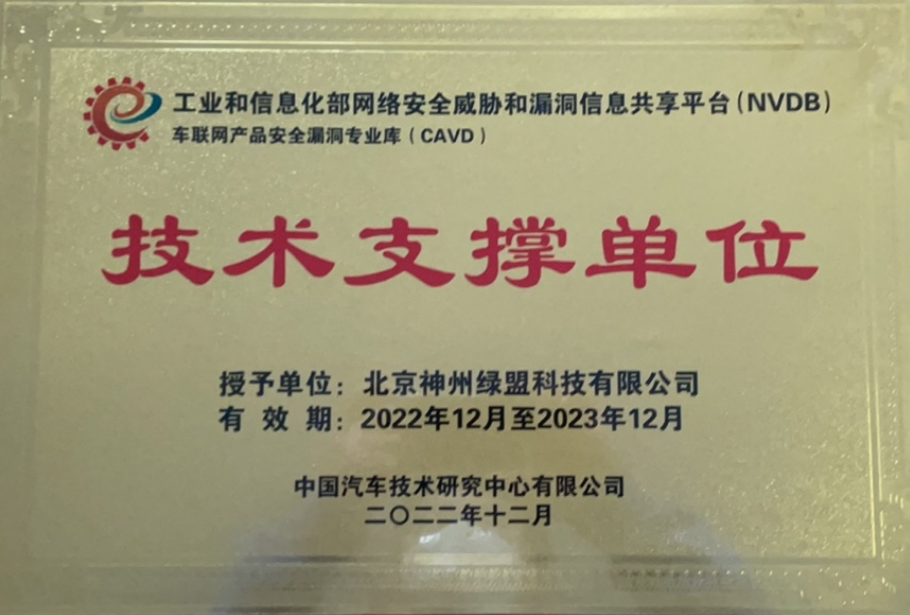 工业和信息化部网络安全威胁和漏洞信息共享平台(NVDB)
车联网产品安全漏洞专业库(CAVD)
技术支撑单位
授予单位：北京神州绿盟科技有限公司
有 效 期：2022年12月至2023年12月
中国汽车技术研究中心有限公司
二〇二二年十二月